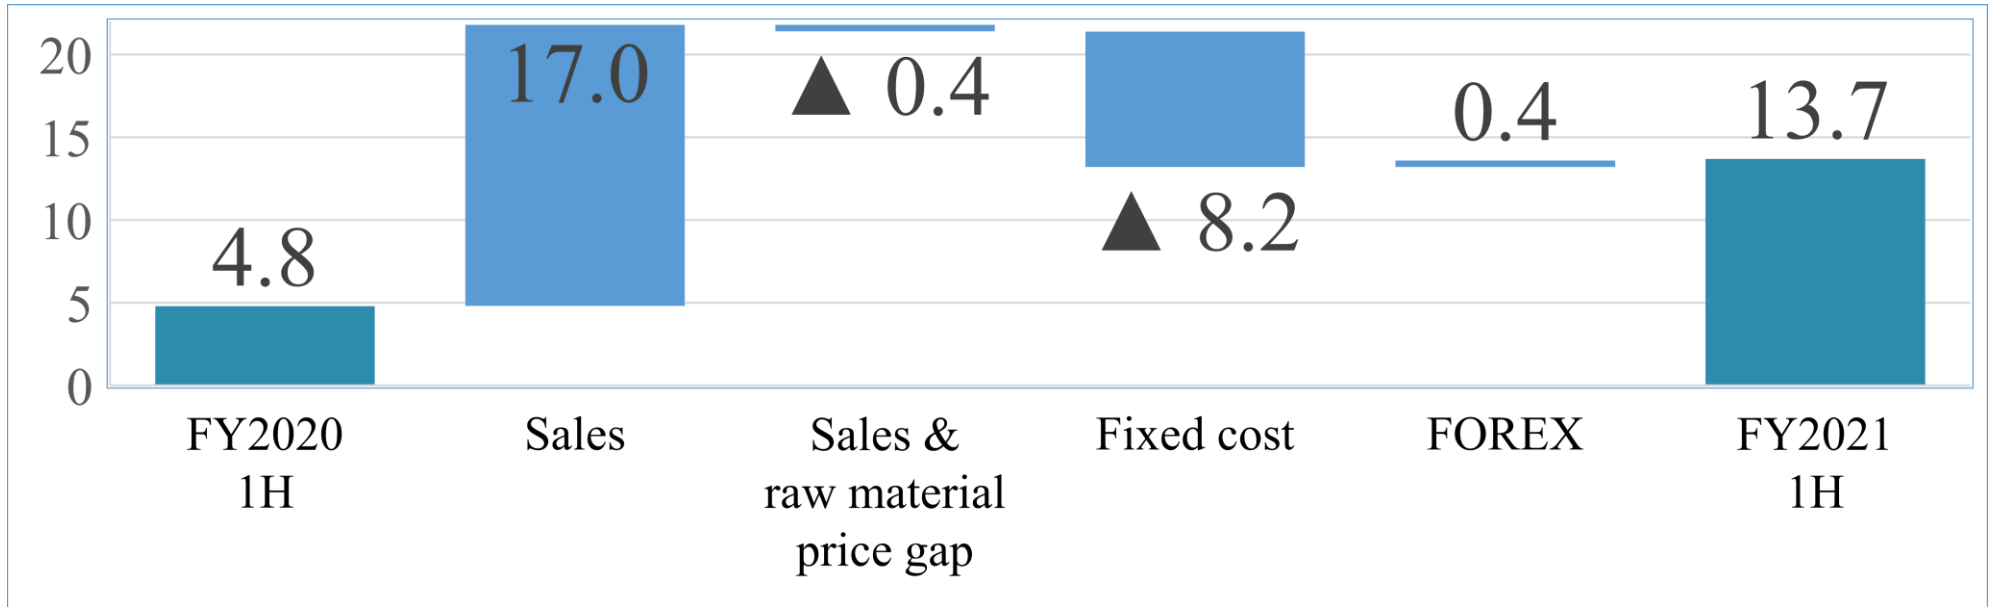 20
15
10
5
0
4.8
17.0
▲ 0.4
▲ 8.2
0.4
13.7
FY2020
1H
Sales
Sales &
raw material
price gap
Fixed cost
FOREX
FY2021
1H